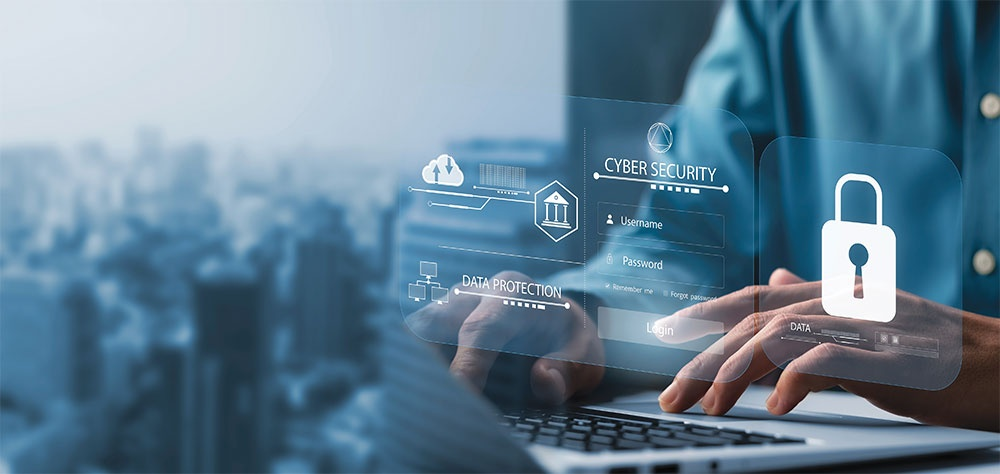 CYBER SECURITY
Username
Password
Remember me Forgot password
Login
DATA PROTECTION
DATA